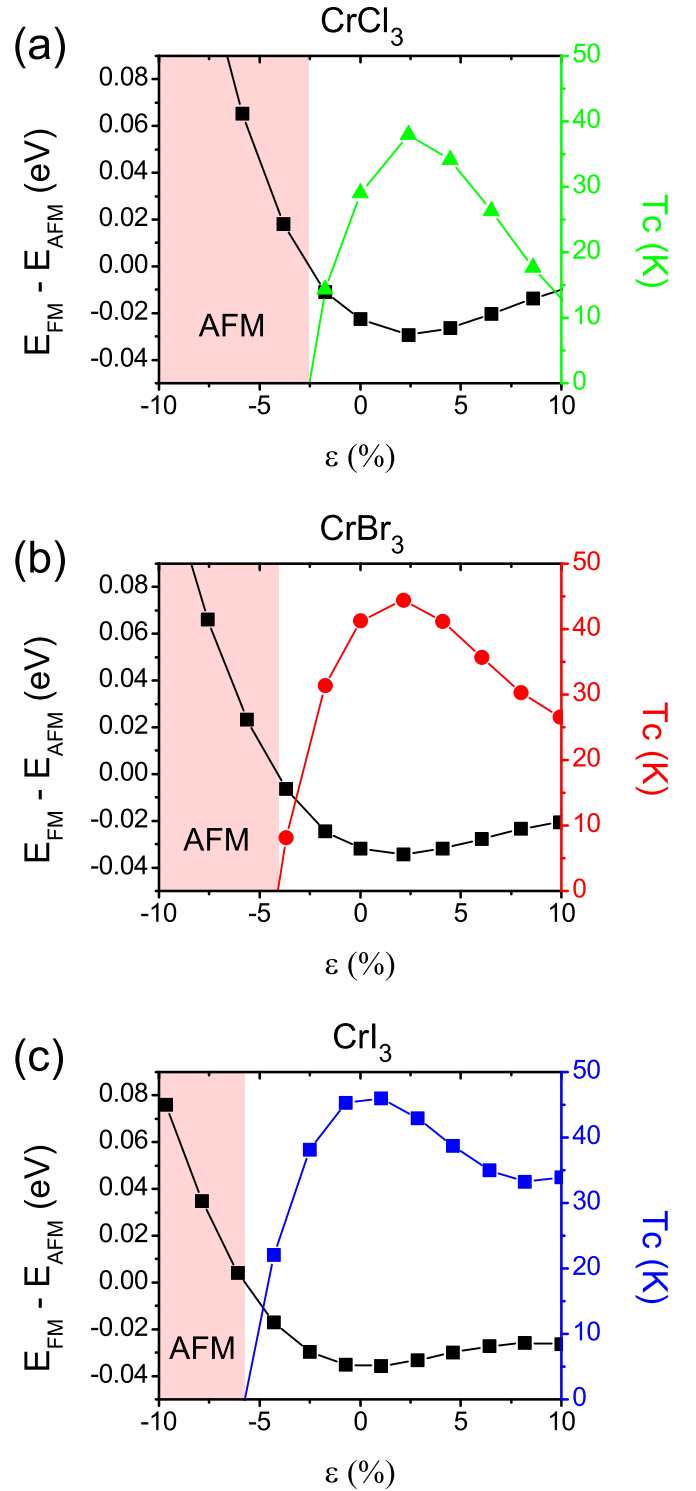 (a)
CrCl3
0.08
0.06
0.04
0.02
0.00
-0.02
-0.04
EFM - EAFM (eV)
AFM
50
40
30
20
10
0
Tc (K)
-10 -5 0 5 10
ε (%)
(b)
CrBr3
0.08
0.06
0.04
0.02
0.00
-0.02
-0.04
EFM - EAFM (eV)
AFM
50
40
30
20
10
0
Tc (K)
-10 -5 0 5 10
ε (%)
(c)
CrI3
0.08
0.06
0.04
0.02
0.00
-0.02
-0.04
EFM - EAFM (eV)
AFM
50
40
30
20
10
0
Tc (K)
-10 -5 0 5 10
ε (%)